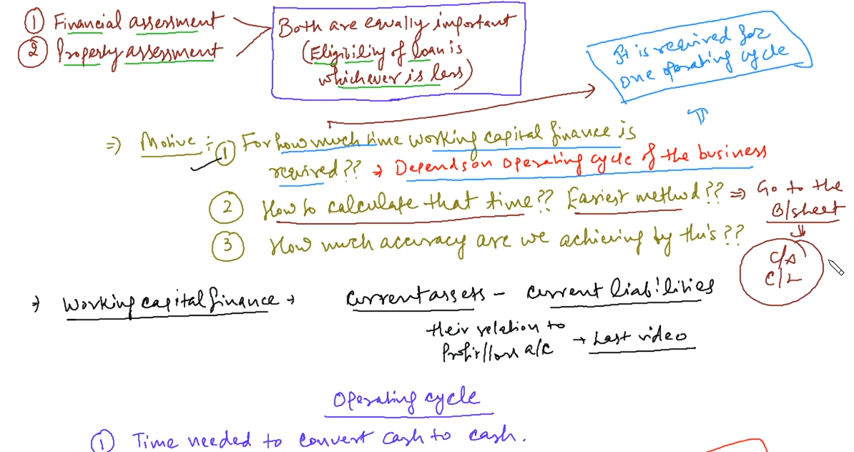 ① Financial assessment
② Property assessment
Both are equally important
(Eligibility of loan is
whichever is less)
It is required for
one operating cycle
⇒ Motive :- ① For how much time working capital finance is
required?? → Depends on operating cycle of the business
② How to calculate that time?? Easiest method?? ⇒ Go to the
B/sheet
③ How much accuracy are we achieving by this??
C/A
C/L
→ Working capital finance → Current assets - Current liabilities
their relation to
Profit/loss a/c → Last video
Operating cycle
① Time needed to convert cash to cash.